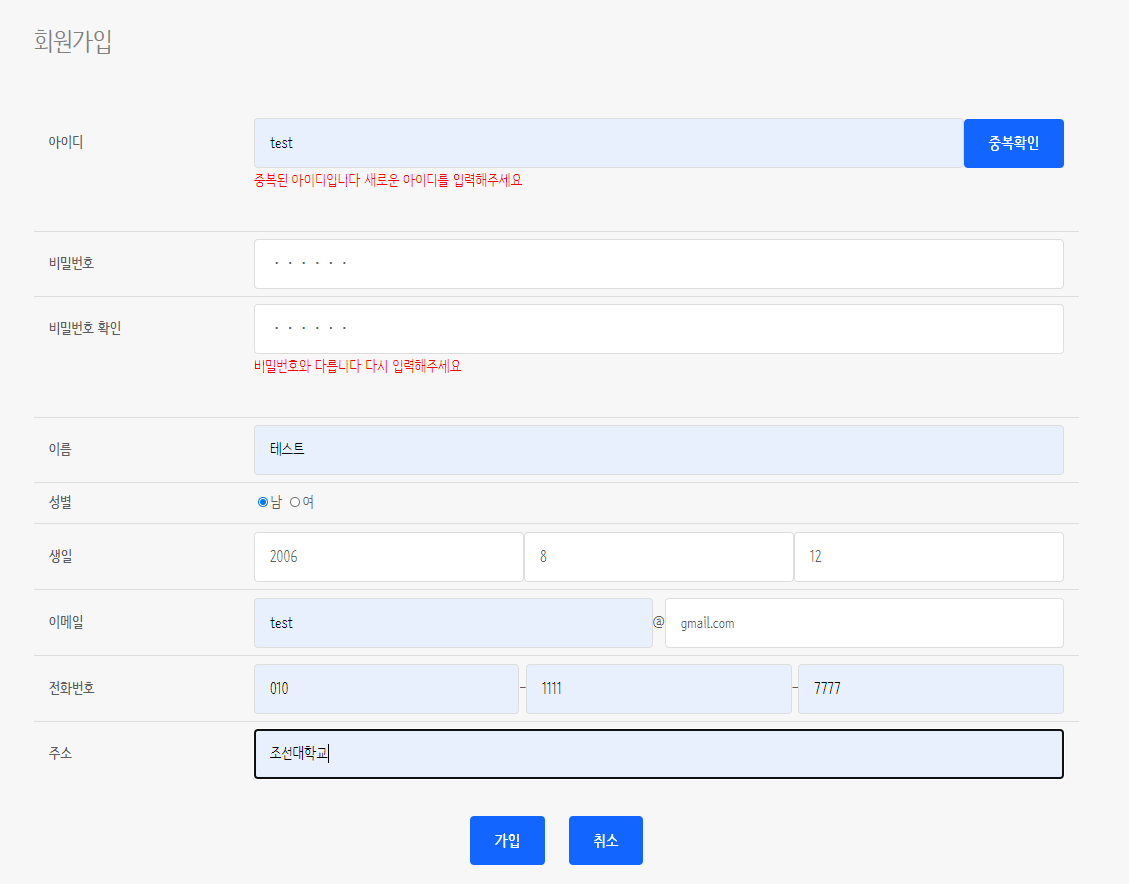 회원가입
아이디 test 중복확인
중복된 아이디입니다 새로운 아이디를 입력해주세요
비밀번호 · · · · · ·
비밀번호 확인 · · · · · ·
비밀번호와 다릅니다 다시 입력해주세요
이름 테스트
성별 남 여
생일 2006 8 12
이메일 test @ gmail.com
전화번호 010 - 1111 - 7777
주소 조선대학교
가입 취소